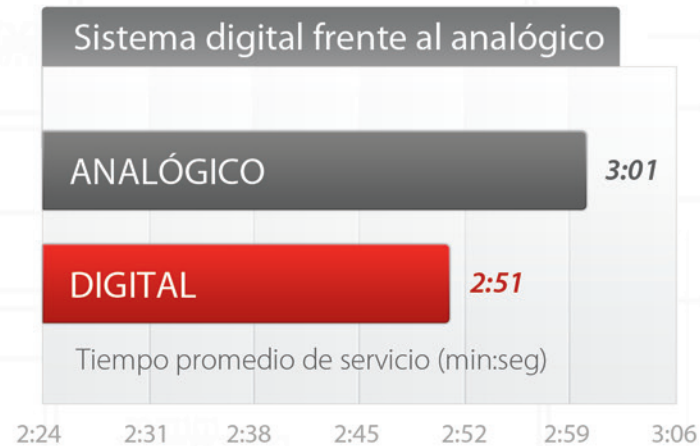 Sistema digital frente al analógico
ANALÓGICO 3:01
DIGITAL 2:51
Tiempo promedio de servicio (min:seg)
2:24 2:31 2:38 2:45 2:52 2:59 3:06